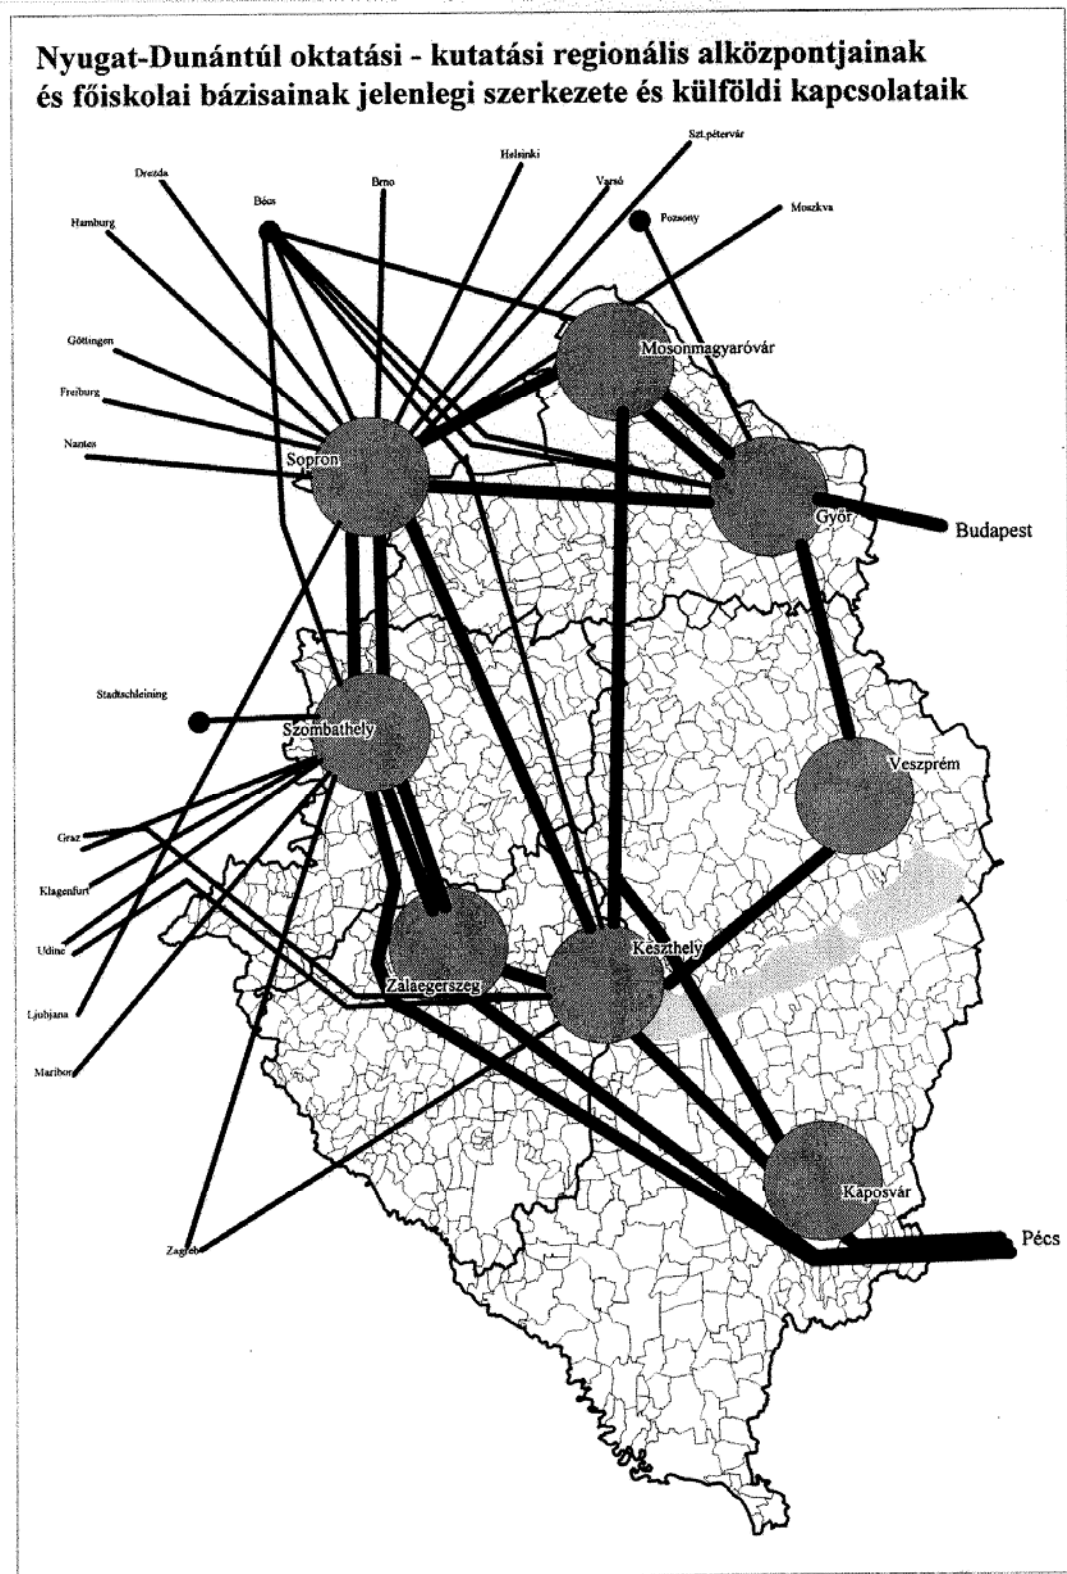 Nyugat-Dunántúl oktatási - kutatási regionális alközpontjainak
és főiskolai bázisainak jelenlegi szerkezete és külföldi kapcsolataik
Szt.pétervár
Helsinki
Drezda
Brno
Varsó
Bécs
Moszkva
Pozsony
Hamburg
Göttingen
Mosonmagyaróvár
Freiburg
Nantes
Sopron
Győr
Budapest
Stadtschleining
Szombathely
Veszprém
Graz
Klagenfurt
Udine
Keszthely
Zalaegerszeg
Ljubjana
Maribor
Kaposvár
Pécs
Zagreb